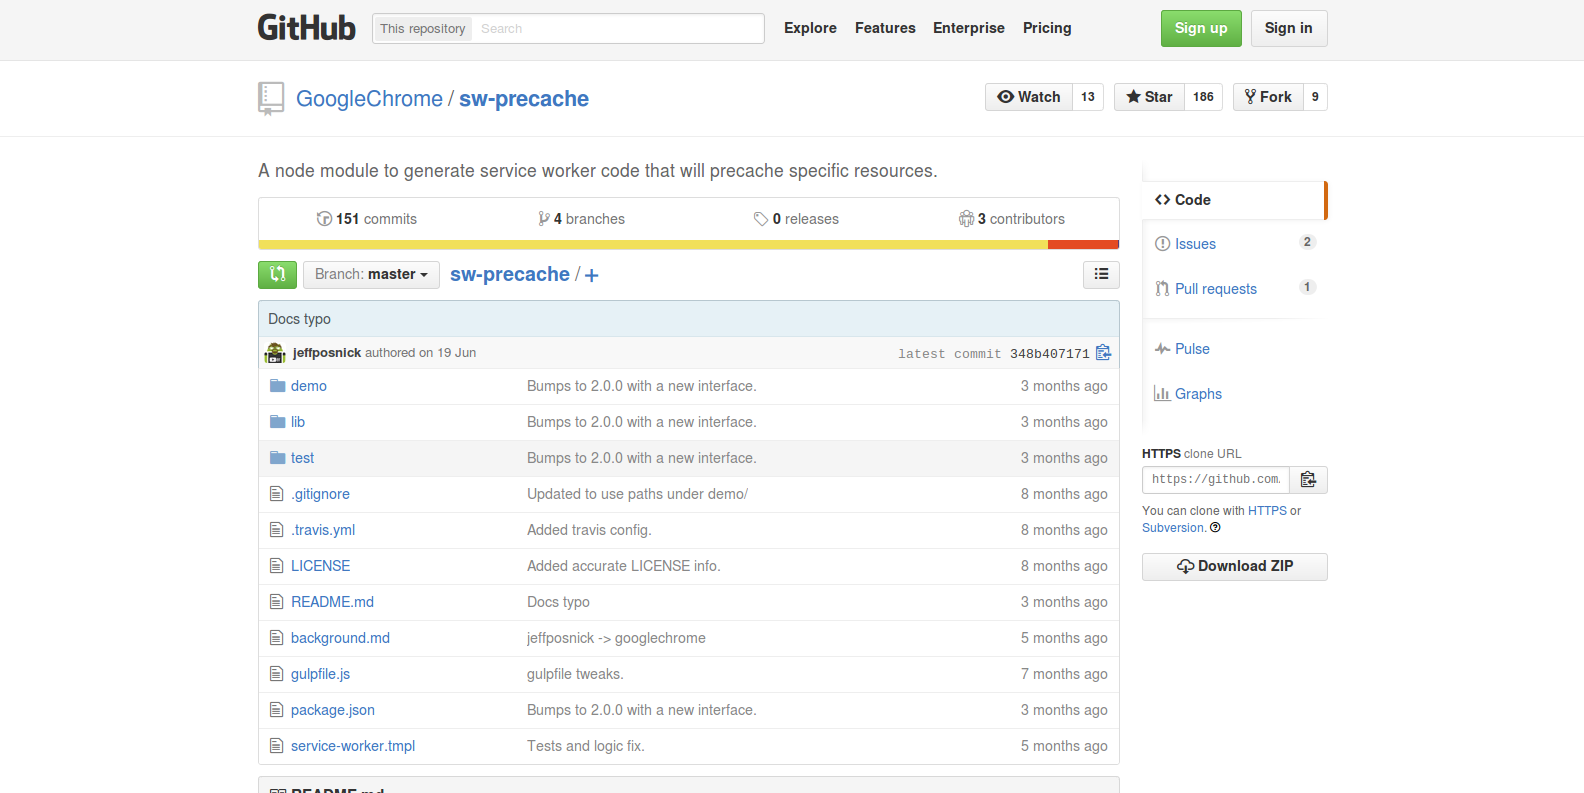 GitHub This repository Search Explore Features Enterprise Pricing Sign up Sign in
GoogleChrome / sw-precache Watch 13 Star 186 Fork 9
A node module to generate service worker code that will precache specific resources.
151 commits 4 branches 0 releases 3 contributors
Branch: master sw-precache / +
Docs typo
jeffposnick authored on 19 Jun latest commit 348b407171
demo Bumps to 2.0.0 with a new interface. 3 months ago
lib Bumps to 2.0.0 with a new interface. 3 months ago
test Bumps to 2.0.0 with a new interface. 3 months ago
.gitignore Updated to use paths under demo/ 8 months ago
.travis.yml Added travis config. 8 months ago
LICENSE Added accurate LICENSE info. 8 months ago
README.md Docs typo 3 months ago
background.md jeffposnick -> googlechrome 5 months ago
gulpfile.js gulpfile tweaks. 7 months ago
package.json Bumps to 2.0.0 with a new interface. 3 months ago
service-worker.tmpl Tests and logic fix. 5 months ago
README.md
Code
Issues 2
Pull requests 1
Pulse
Graphs
HTTPS clone URL
https://github.com.
You can clone with HTTPS or
Subversion.
Download ZIP